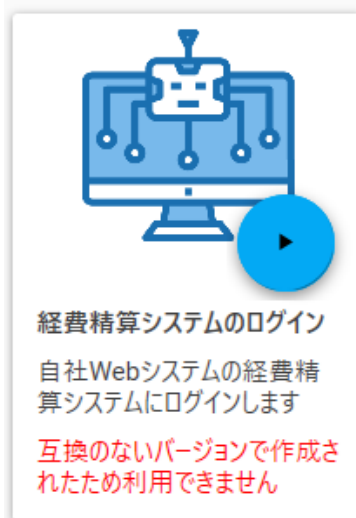 経費精算システムのログイン
自社Webシステムの経費精
算システムにログインします
互換のないバージョンで作成さ
れたため利用できません